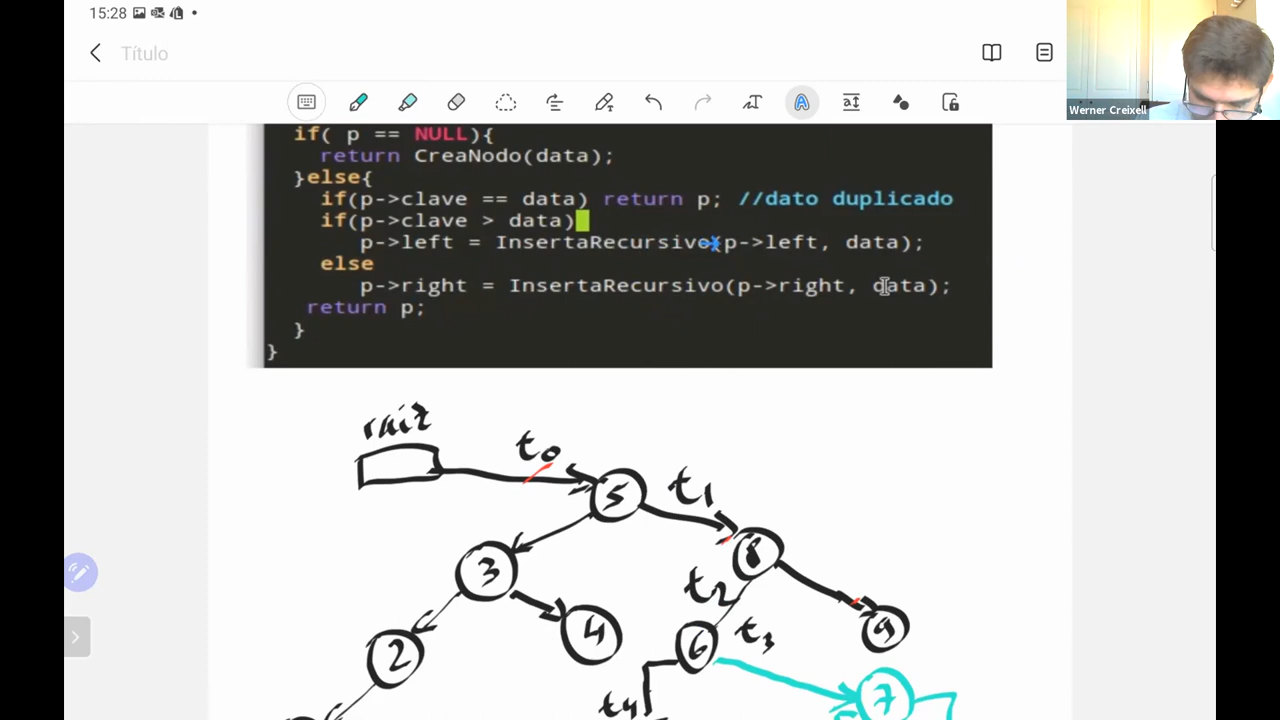 15:28
Título
Werner Creixell
if( p == NULL){
return CreaNodo(data);
}else{
if(p->clave == data) return p; //dato duplicado
if(p->clave > data)
p->left = InsertaRecursivo(p->left, data);
else
p->right = InsertaRecursivo(p->right, data);
return p;
}
}
raiz
t0
5
t1
3
8
t2
4
2
6
t3
9
t4
7